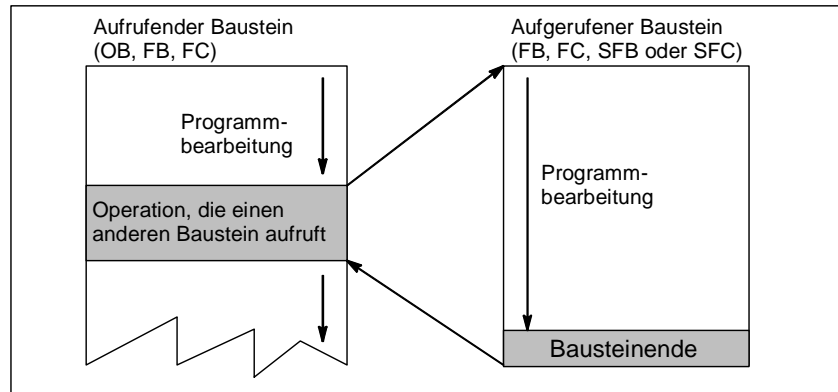 Aufrufender Baustein
(OB, FB, FC)
Programm-
bearbeitung
Operation, die einen
anderen Baustein aufruft
Aufgerufener Baustein
(FB, FC, SFB oder SFC)
Programm-
bearbeitung
Bausteinende